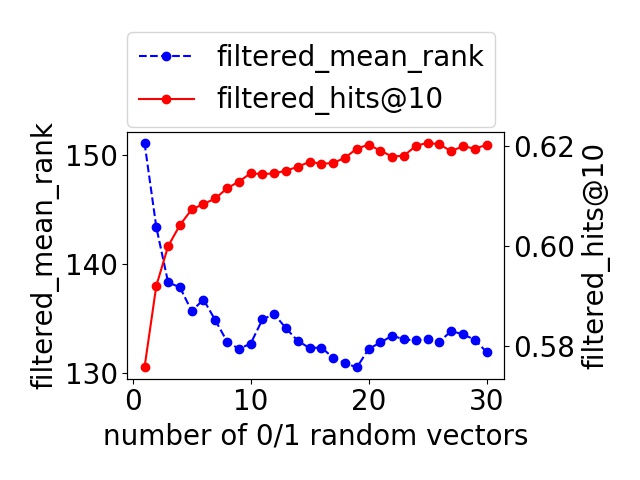 filtered_mean_rank
filtered_hits@10
filtered_mean_rank
150
140
130
0.62
0.60
0.58
filtered_hits@10
0
10
20
30
number of 0/1 random vectors